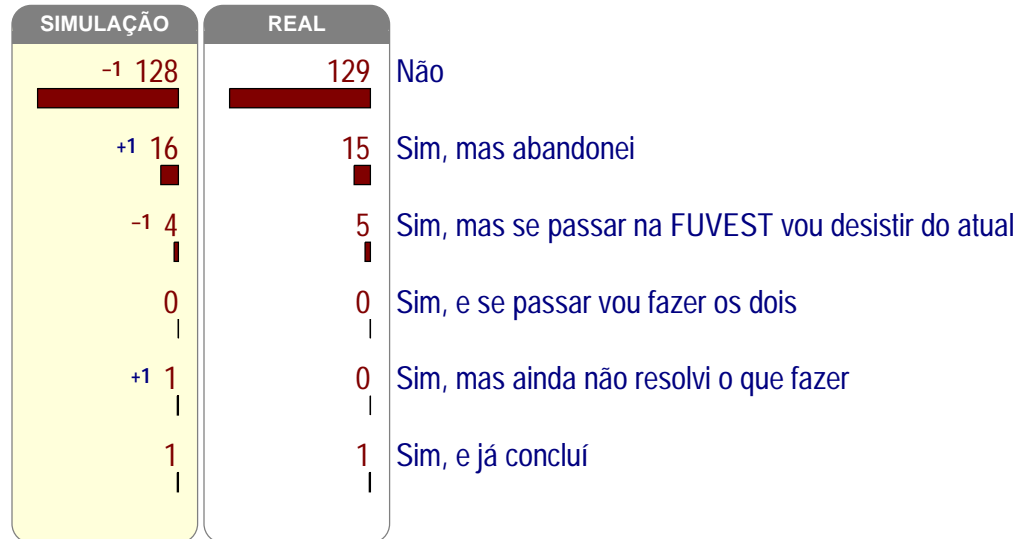 SIMULAÇÃO REAL
–1 128 129 Não
+1 16 15 Sim, mas abandonei
–1 4 5 Sim, mas se passar na FUVEST vou desistir do atual
0 0 Sim, e se passar vou fazer os dois
+1 1 0 Sim, mas ainda não resolvi o que fazer
1 1 Sim, e já concluí